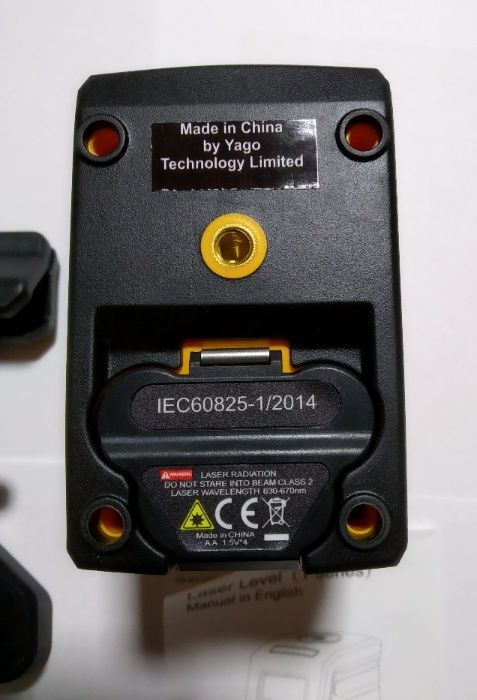 Made in China
by Yago
Technology Limited
IEC60825-1/2014
WARNING
LASER RADIATION
DO NOT STARE INTO BEAM CLASS 2
LASER WAVELENGTH 630-670nm
CE
Made in CHINA
AA 1.5V*4
Laser Level
Manual in English